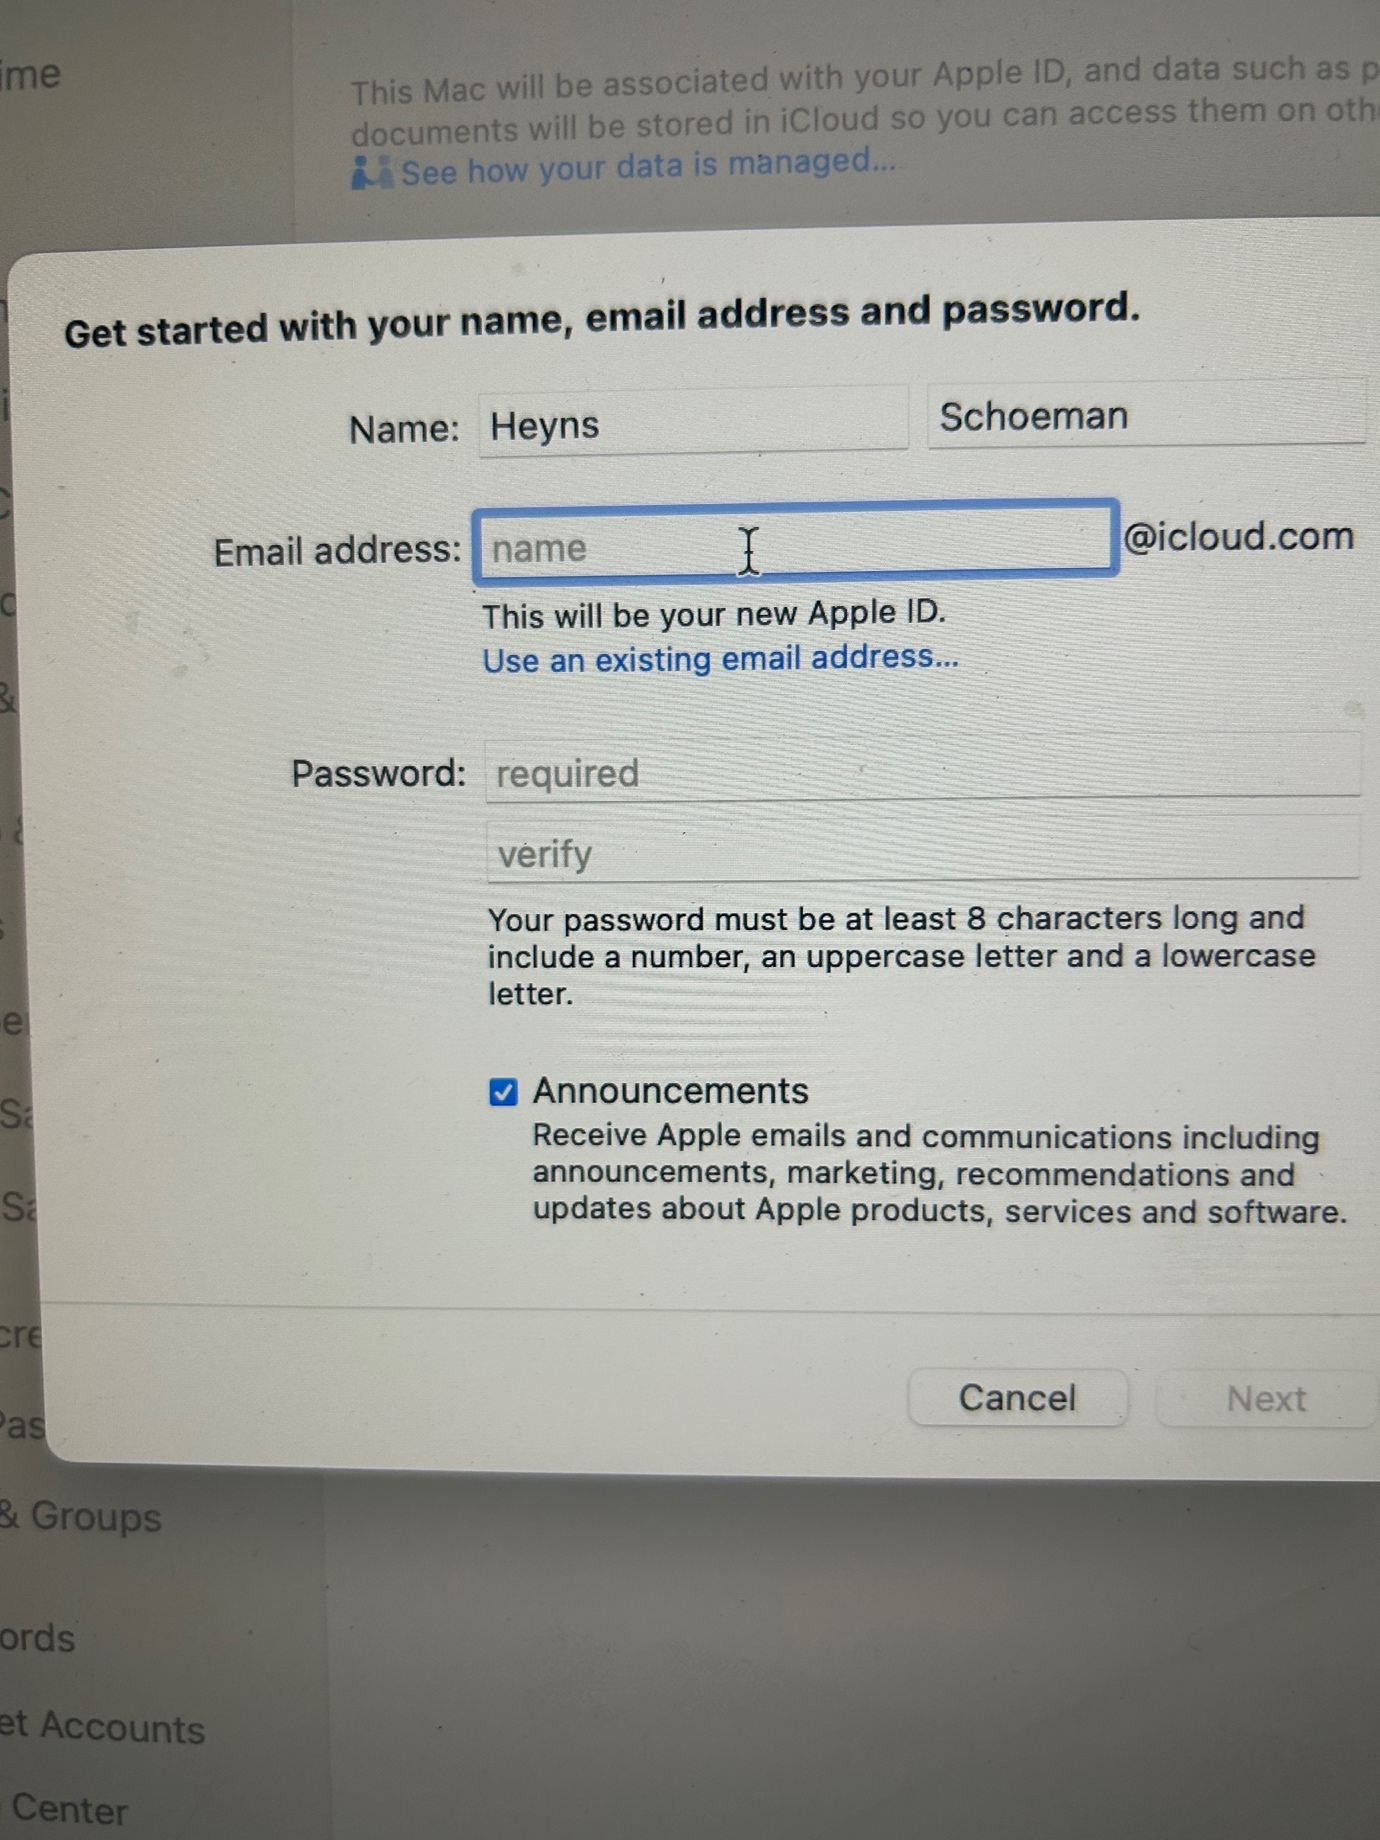 This Mac will be associated with your Apple ID, and data such as
documents will be stored in iCloud so you can access them on
See how your data is managed...
Get started with your name, email address and password.
Name: Heyns Schoeman
Email address: name @icloud.com
This will be your new Apple ID.
Use an existing email address...
Password: required
verify
Your password must be at least 8 characters long and
include a number, an uppercase letter and a lowercase
letter.
Announcements
Receive Apple emails and communications including
announcements, marketing, recommendations and
updates about Apple products, services and software.
Cancel Next
& Groups
Accounts
Center